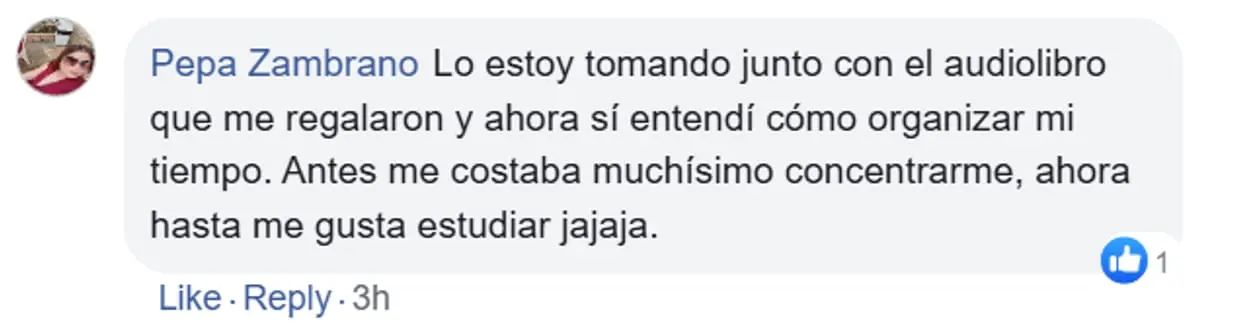 Pepa Zambrano Lo estoy tomando junto con el audiolibro
que me regalaron y ahora sí entendí cómo organizar mi
tiempo. Antes me costaba muchísimo concentrarme, ahora
hasta me gusta estudiar jajaja.
1
Like · Reply · 3h